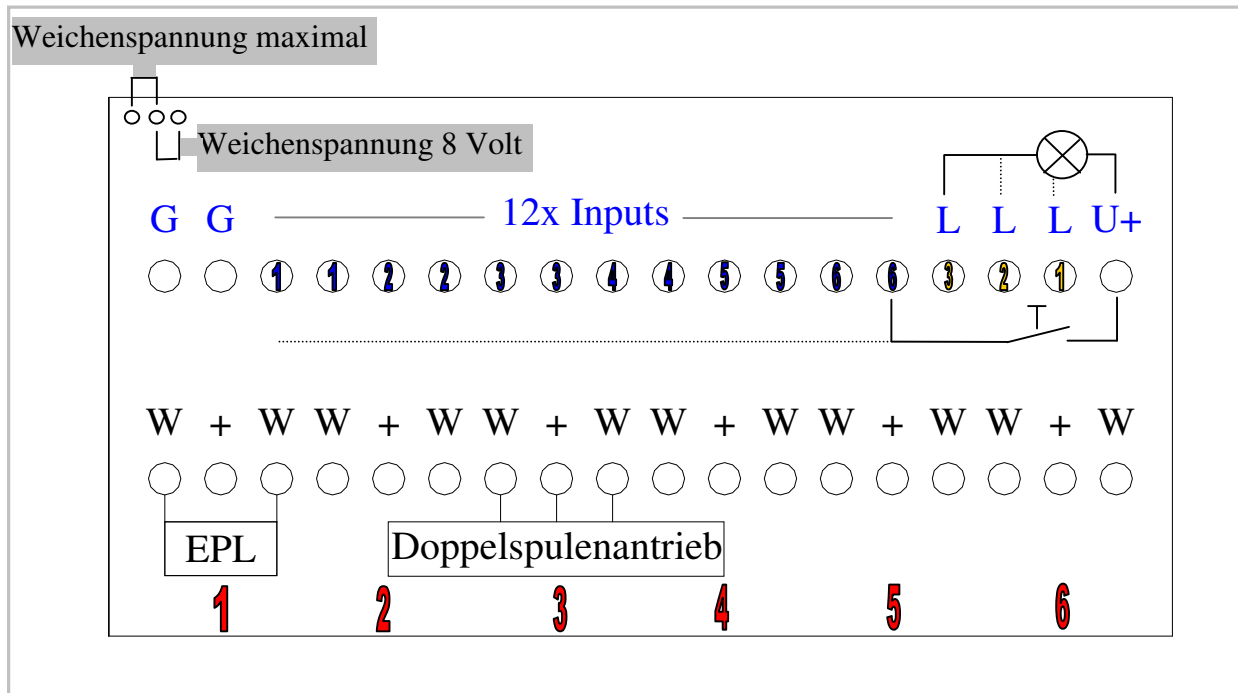 Weichenspannung maximal
Weichenspannung 8 Volt
G G 12x Inputs L L L U+
1 1 2 2 3 3 4 4 5 5 6 6 3 2 1
W + W W + W W + W W + W W + W W + W
EPL Doppelspulenantrieb
1 2 3 4 5 6